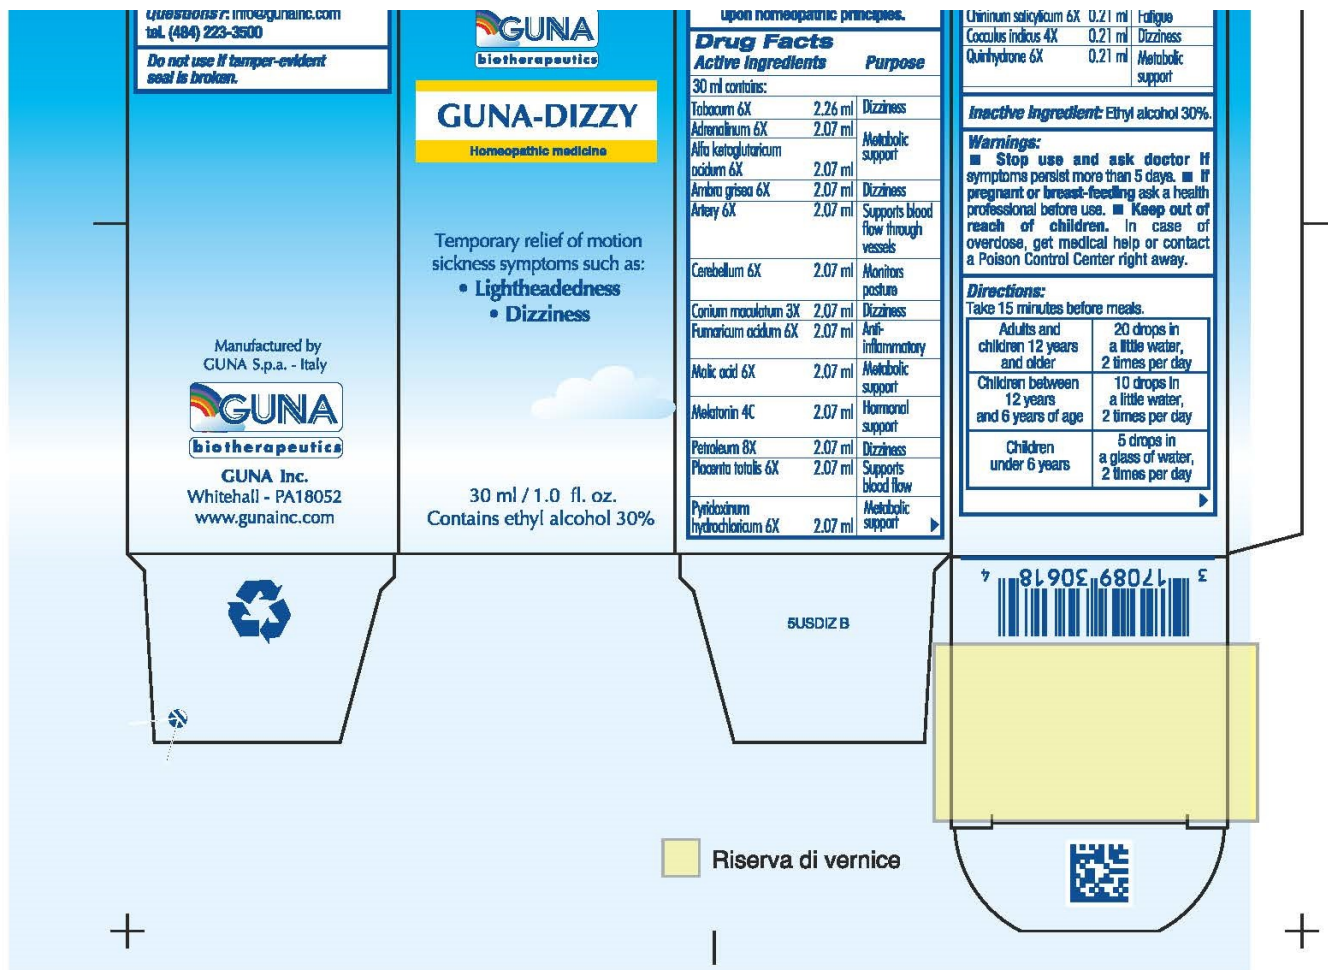 Questions?: info@gunainc.com
tel. (484) 223-3500
Do not use if tamper-evident
seal is broken.
Manufactured by
GUNA S.p.a. - Italy
GUNA
biotherapeutics
GUNA Inc.
Whitehall - PA18052
www.gunainc.com
GUNA
biotherapeutics
GUNA-DIZZY
Homeopathic medicine
Temporary relief of motion
sickness symptoms such as:
• Lightheadedness
• Dizziness
30 ml / 1.0 fl. oz.
Contains ethyl alcohol 30%
upon homeopathic principles.
Drug Facts
Active Ingredients Purpose
30 ml contains:
Tabacum 6X 2.26 ml Dizziness
Adrenalinum 6X 2.07 ml Metabolic
Alfa ketoglutaricum support
acidum 6X 2.07 ml
Ambra grisea 6X 2.07 ml Dizziness
Artery 6X 2.07 ml Supports blood
flow through
vessels
Cerebellum 6X 2.07 ml Monitors
posture
Conium maculatum 3X 2.07 ml Dizziness
Fumaricum acidum 6X 2.07 ml Anti-
inflammatory
Malic acid 6X 2.07 ml Metabolic
support
Melatonin 4C 2.07 ml Hormonal
support
Petroleum 8X 2.07 ml Dizziness
Placenta totalis 6X 2.07 ml Supports
blood flow
Pyridoxinum Metabolic
hydrochloricum 6X 2.07 ml support
Chininum salicylicum 6X 0.21 ml Fatigue
Cocculus indicus 4X 0.21 ml Dizziness
Quinhydrone 6X 0.21 ml Metabolic
support
Inactive Ingredient: Ethyl alcohol 30%.
Warnings:
■ Stop use and ask doctor if
symptoms persist more than 5 days. ■ If
pregnant or breast-feeding ask a health
professional before use. ■ Keep out of
reach of children. In case of
overdose, get medical help or contact
a Poison Control Center right away.
Directions:
Take 15 minutes before meals.
Adults and 20 drops in
children 12 years a little water,
and older 2 times per day
Children between 10 drops in
12 years a little water,
and 6 years of age 2 times per day
Children 5 drops in
under 6 years a glass of water,
2 times per day
3 17089 30618 4
5USDIZ B
Riserva di vernice